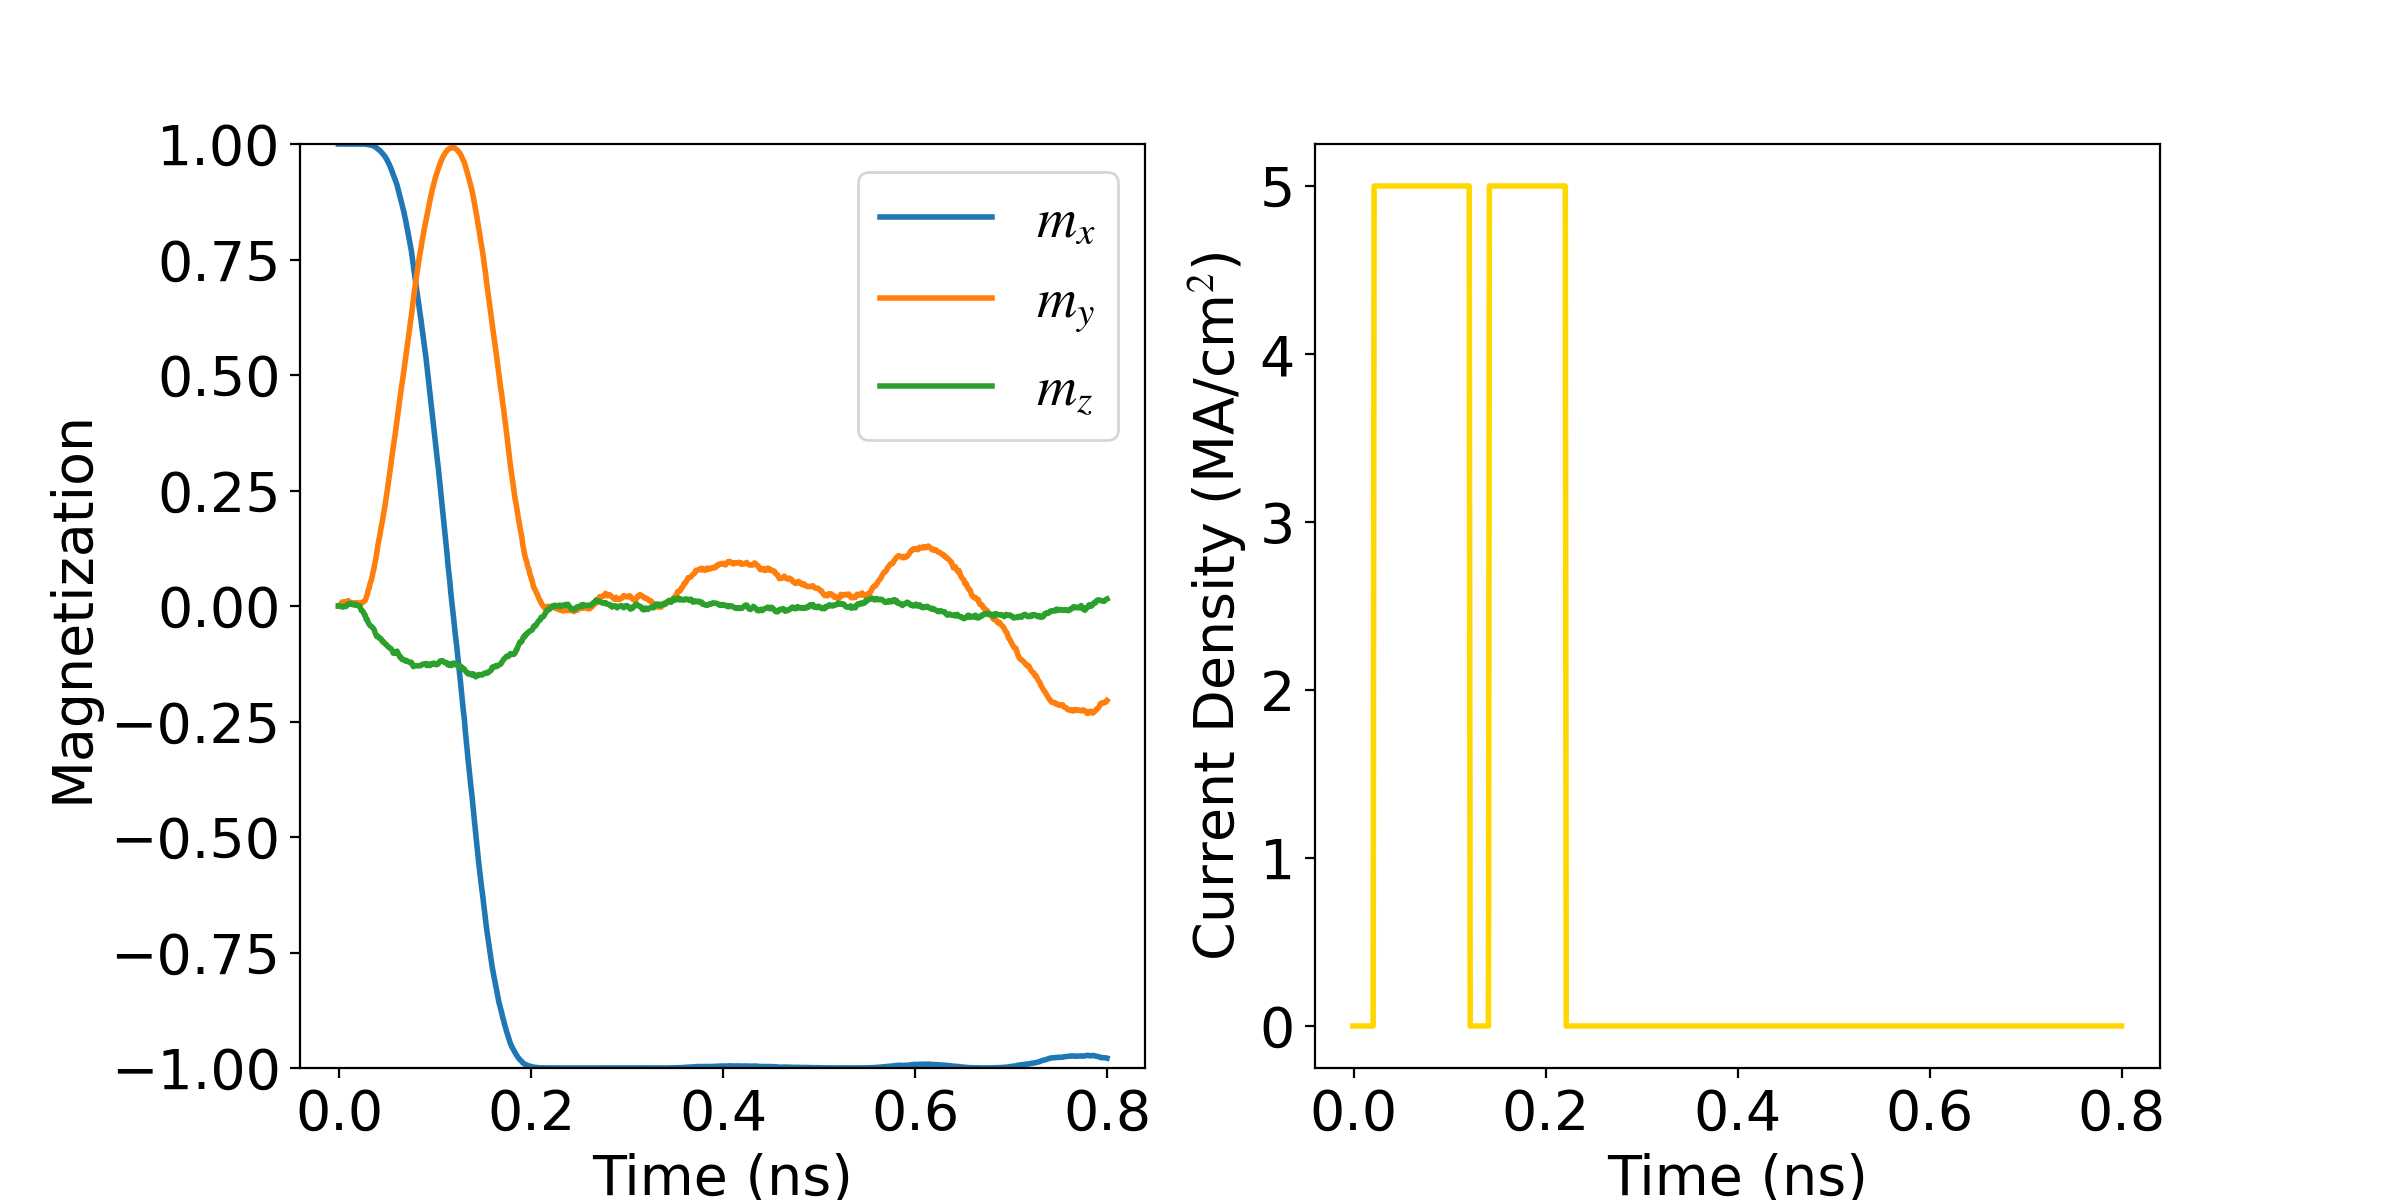 1.00
0.75
0.50
0.25
0.00
−0.25
−0.50
−0.75
−1.00
Magnetization
0.0 0.2 0.4 0.6 0.8
Time (ns)
m_x
m_y
m_z
5
4
3
2
1
0
Current Density (MA/cm²)
0.0 0.2 0.4 0.6 0.8
Time (ns)